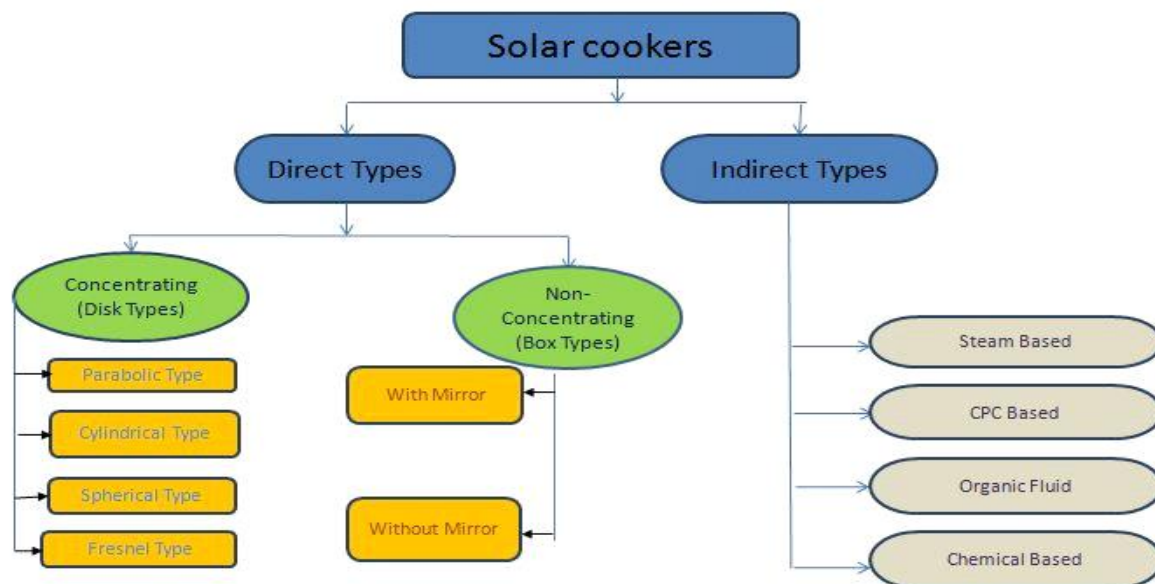 Solar cookers
Direct Types
Indirect Types
Concentrating
(Disk Types)
Non-
Concentrating
(Box Types)
Parabolic Type
Cylindrical Type
Spherical Type
Fresnel Type
With Mirror
Without Mirror
Steam Based
CPC Based
Organic Fluid
Chemical Based